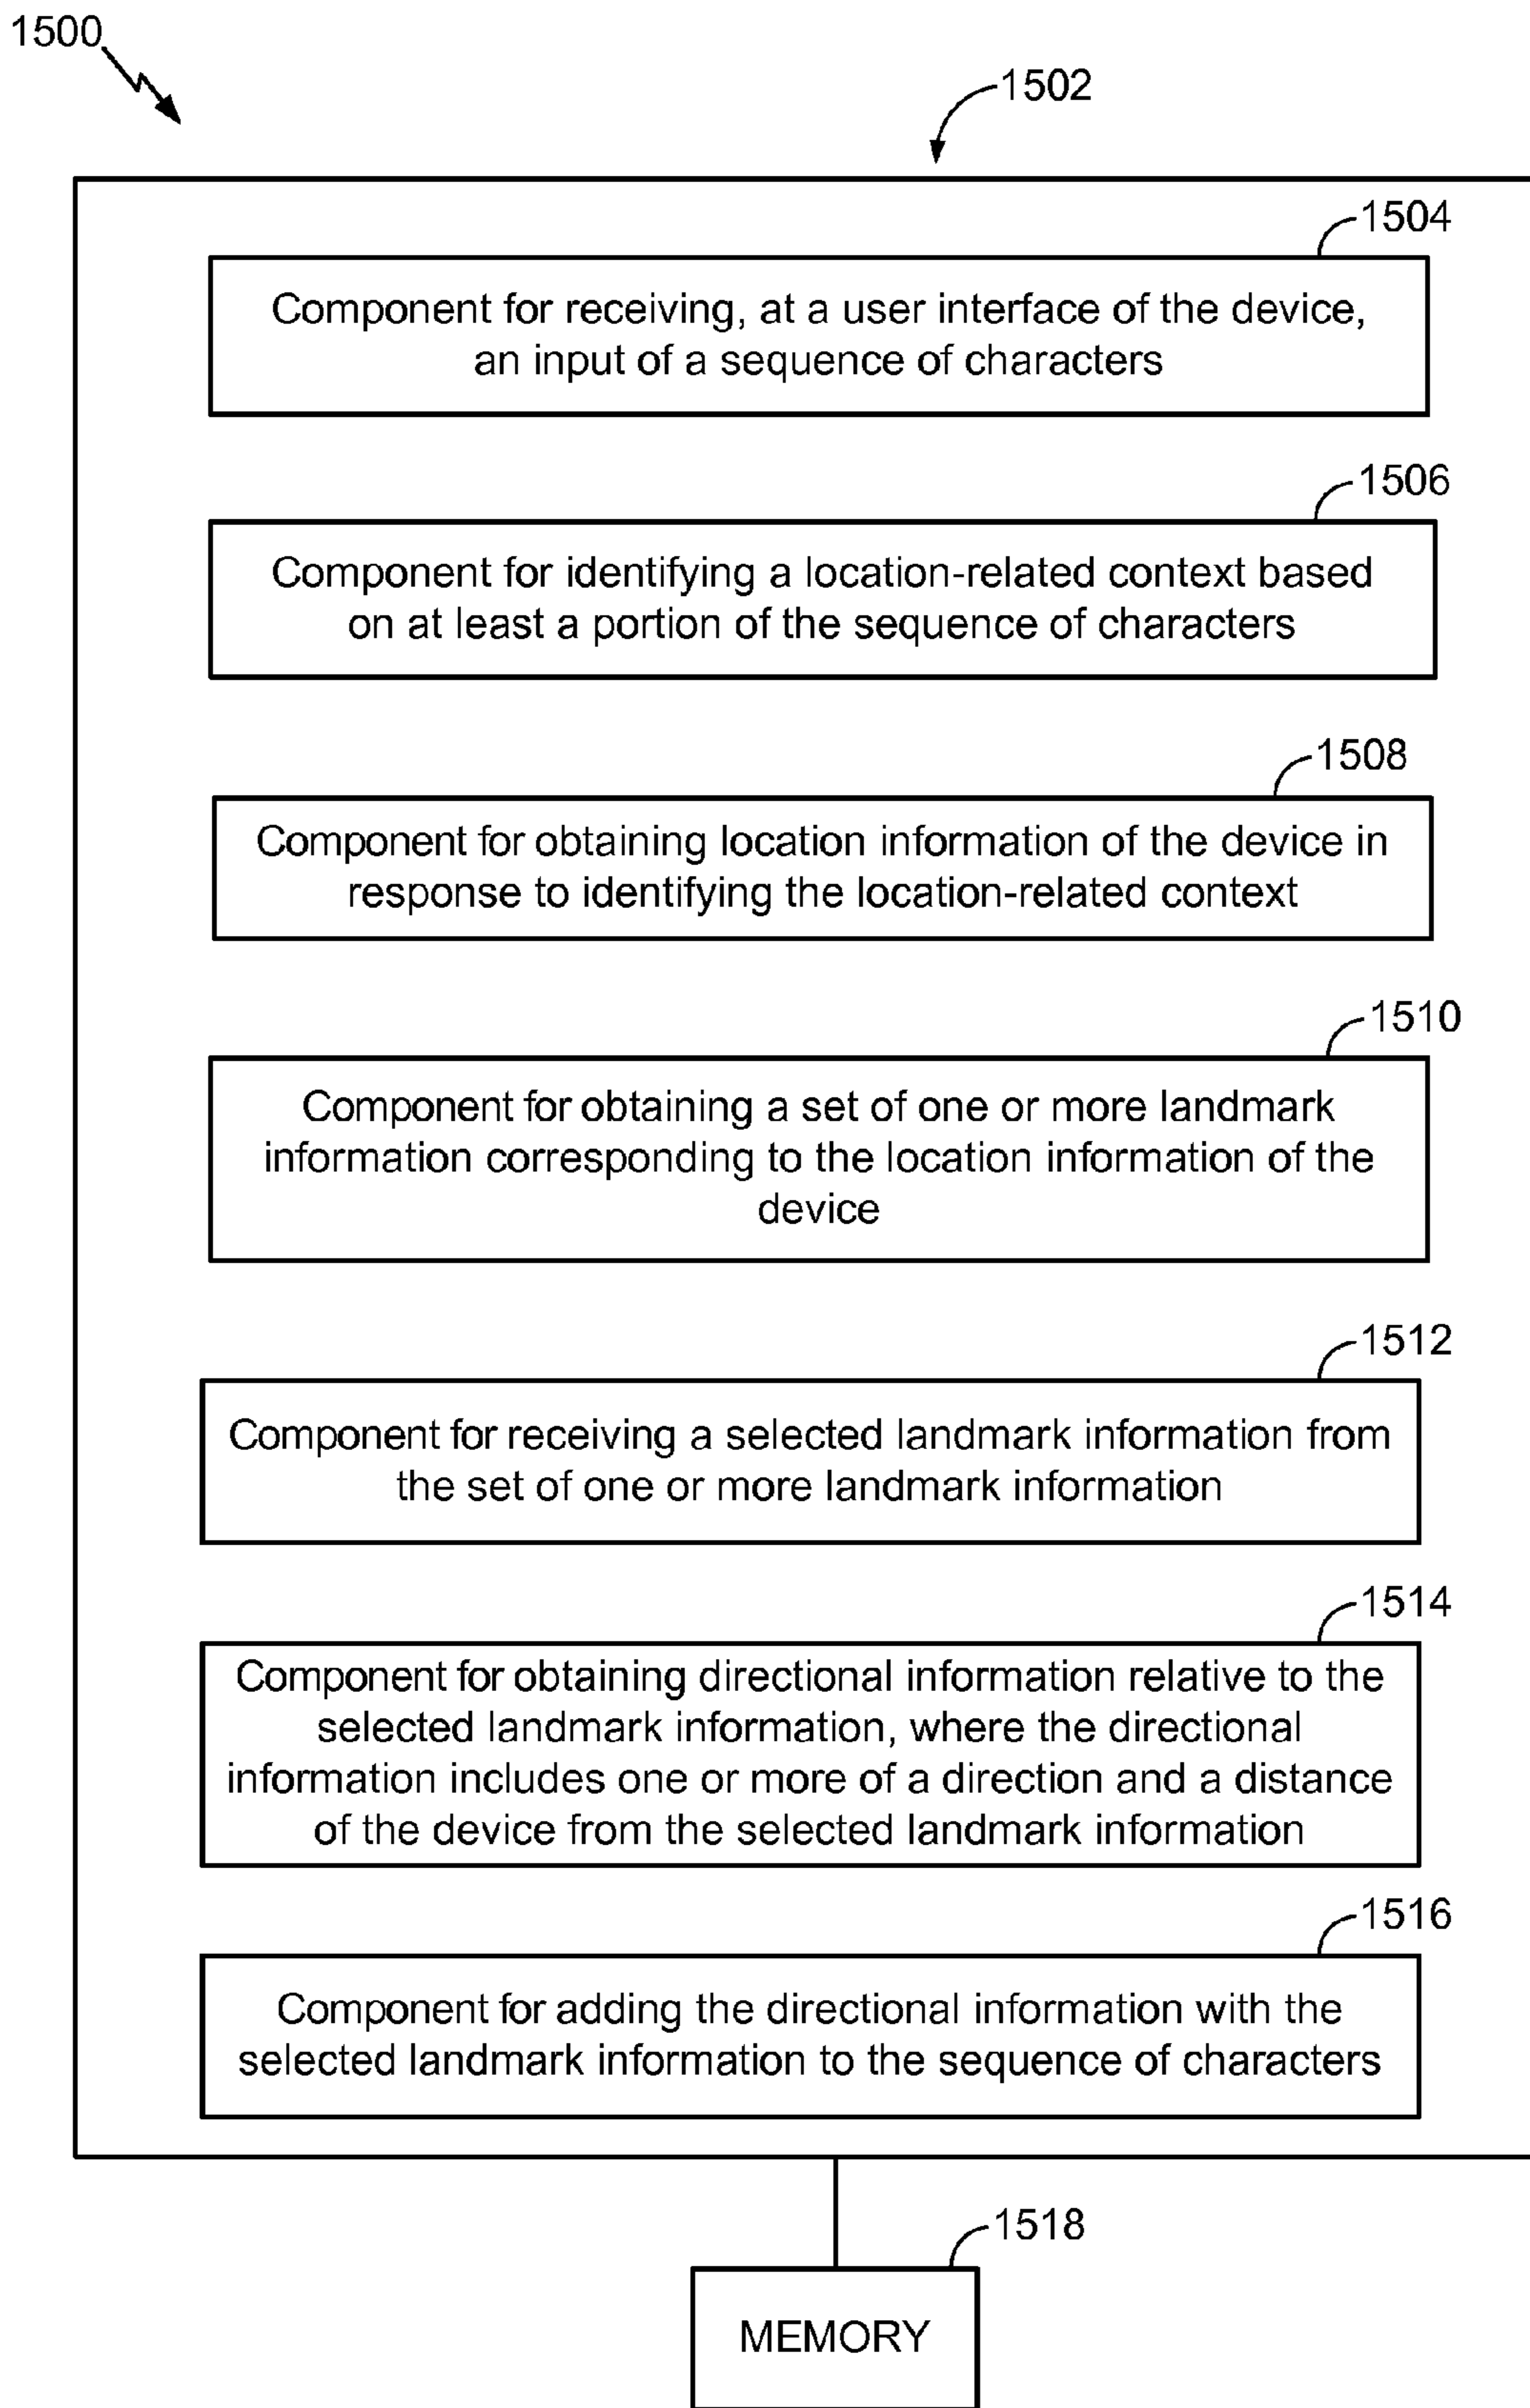 1500
1502
1504
Component for receiving, at a user interface of the device,
an input of a sequence of characters
1506
Component for identifying a location-related context based
on at least a portion of the sequence of characters
1508
Component for obtaining location information of the device in
response to identifying the location-related context
1510
Component for obtaining a set of one or more landmark
information corresponding to the location information of the
device
1512
Component for receiving a selected landmark information from
the set of one or more landmark information
1514
Component for obtaining directional information relative to the
selected landmark information, where the directional
information includes one or more of a direction and a distance
of the device from the selected landmark information
1516
Component for adding the directional information with the
selected landmark information to the sequence of characters
1518
MEMORY